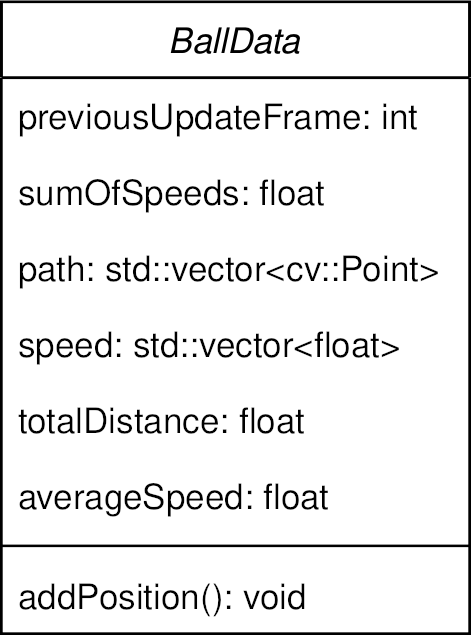 BallData
previousUpdateFrame: int
sumOfSpeeds: float
path: std::vector<cv::Point>
speed: std::vector<float>
totalDistance: float
averageSpeed: float
addPosition(): void